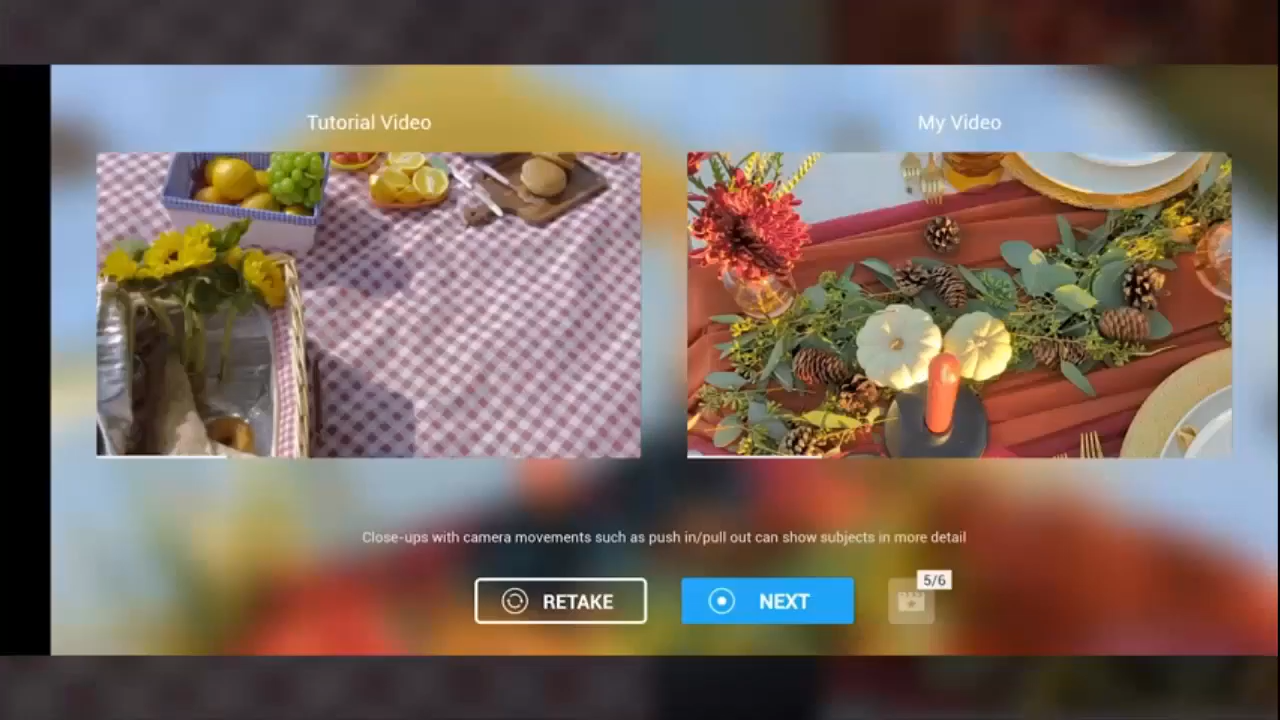 Tutorial Video
My Video
Close-ups with camera movements such as push in/pull out can show subjects in more detail
RETAKE
NEXT
5/6